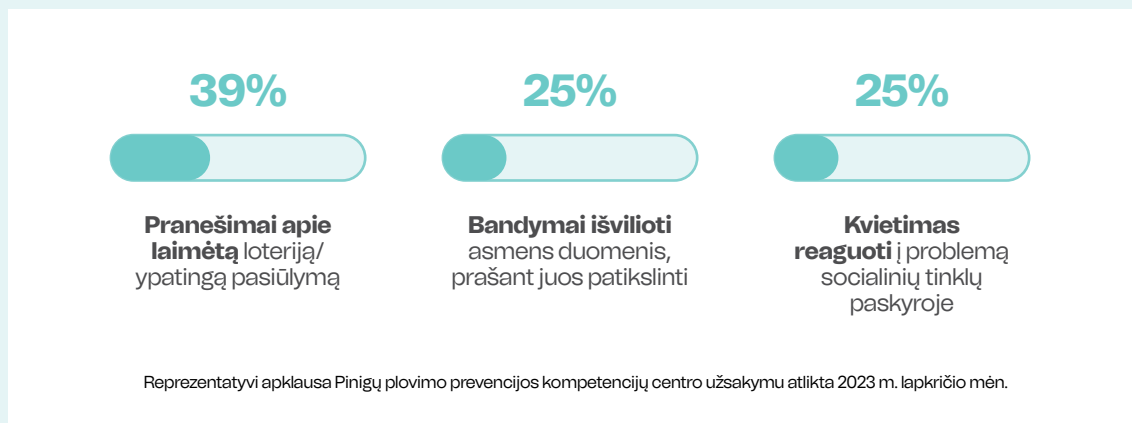 39%
Pranešimai apie
laimėtą loteriją/
ypatingą pasiūlymą
25%
Bandymai išvilioti
asmens duomenis,
prašant juos patikslinti
25%
Kvietimas
reaguoti į problemą
socialinių tinklų
paskyroje
Reprezentatyvi apklausa Pinigų plovimo prevencijos kompetencijų centro užsakymu atlikta 2023 m. lapkričio mėn.